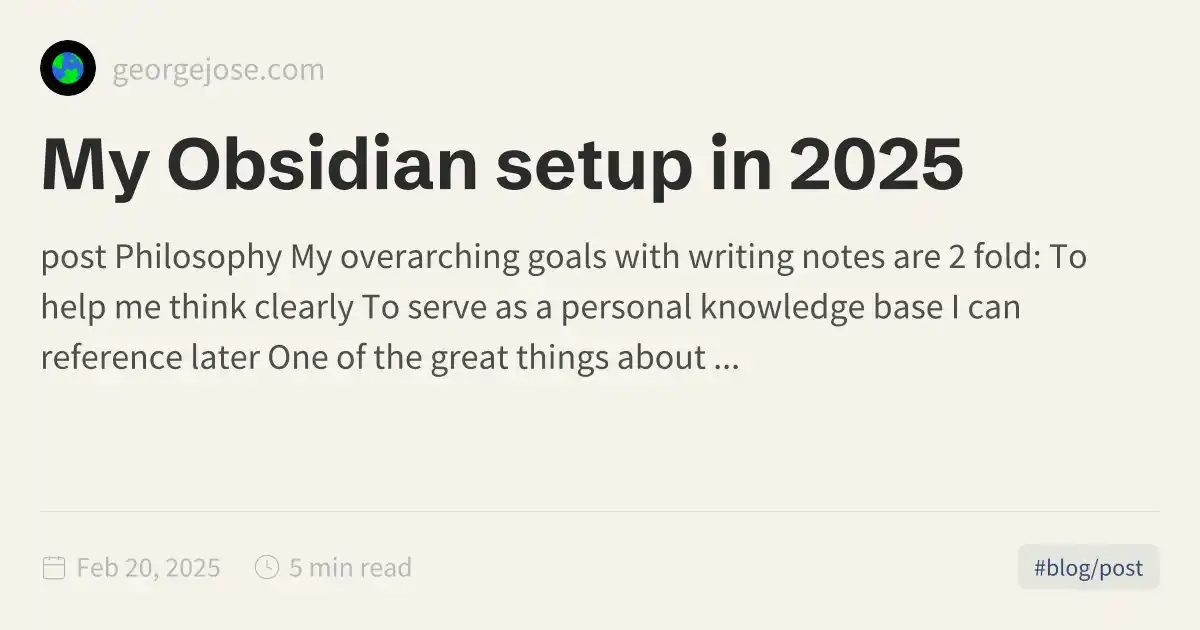 georgejose.com
My Obsidian setup in 2025
post Philosophy My overarching goals with writing notes are 2 fold: To
help me think clearly To serve as a personal knowledge base I can
reference later One of the great things about ...
Feb 20, 2025
5 min read
#blog/post